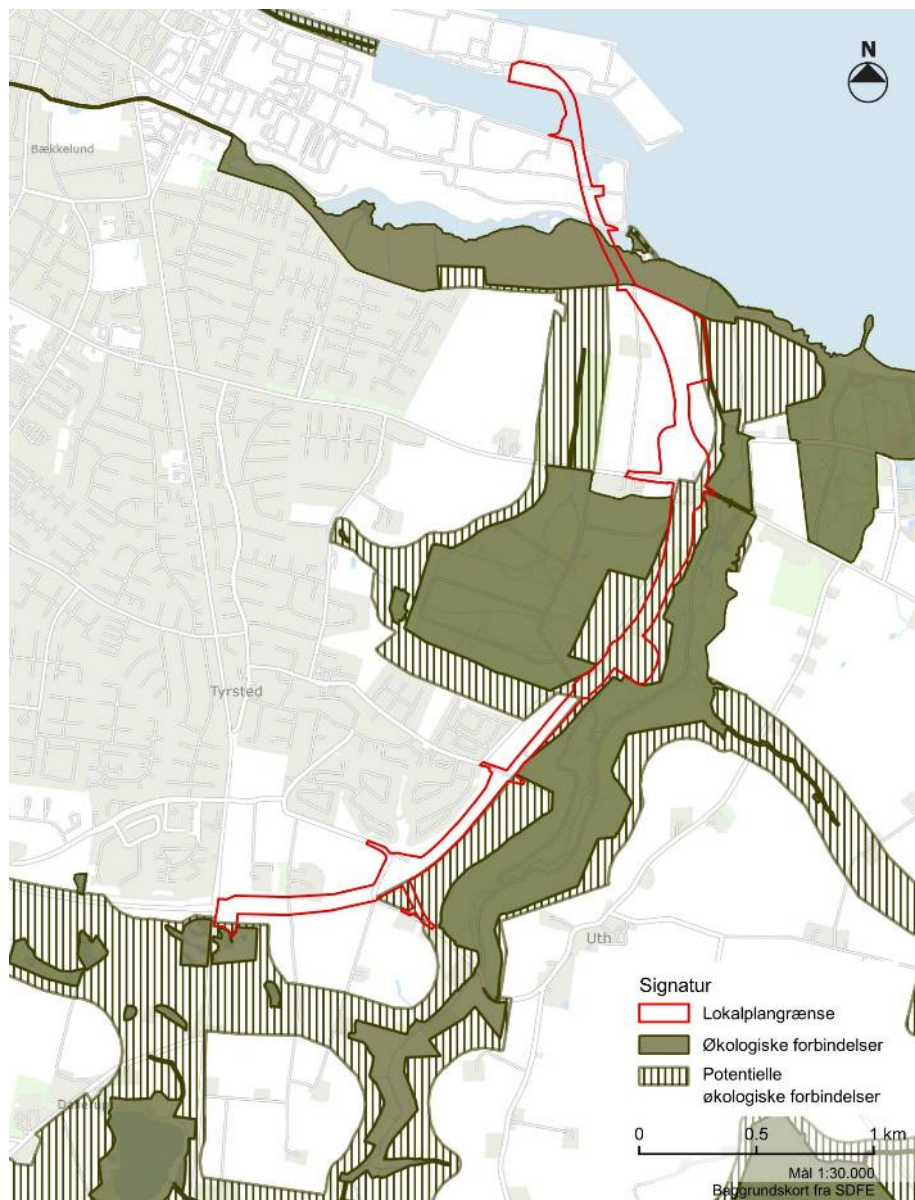 N
Bækkelund
Tyrsted
Uth
Signatur
Lokalplangrænse
Økologiske forbindelser
Potentielle
økologiske forbindelser
0 0.5 1 km
Mål 1:30.000
Baggrundskort fra SDFE